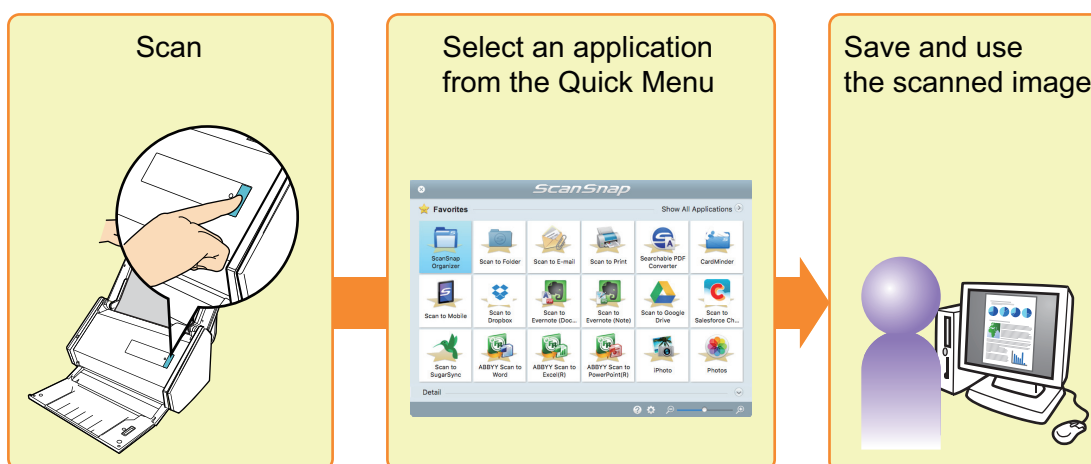 Scan
Select an application
from the Quick Menu
Save and use
the scanned image
ScanSnap
Favorites
Show All Applications
ScanSnap
Organizer
Scan to Folder
Scan to E-mail
Scan to Print
Searchable PDF
Converter
CardMinder
Scan to Mobile
Scan to
Dropbox
Scan to
Evernote (Doc...
Scan to
Evernote (Note)
Scan to Google
Drive
Scan to
Salesforce Ch...
Scan to
SugarSync
ABBYY Scan to
Word
ABBYY Scan to
Excel(R)
ABBYY Scan to
PowerPoint(R)
iPhoto
Photos
Detail